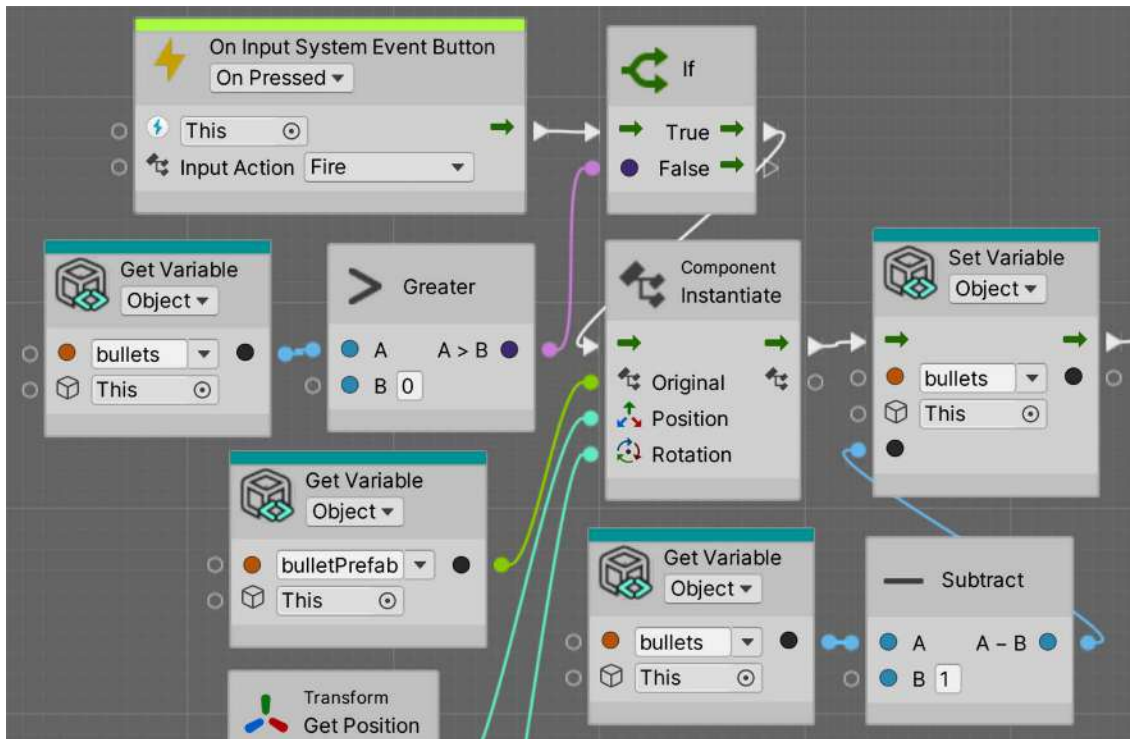 On Input System Event Button
On Pressed
This
Input Action Fire
If
True
False
Get Variable
Object
bullets
This
Greater
A A > B
B 0
Component
Instantiate
Original
Position
Rotation
Set Variable
Object
bullets
This
Get Variable
Object
bulletPrefab
This
Get Variable
Object
bullets
This
Subtract
A A – B
B 1
Transform
Get Position